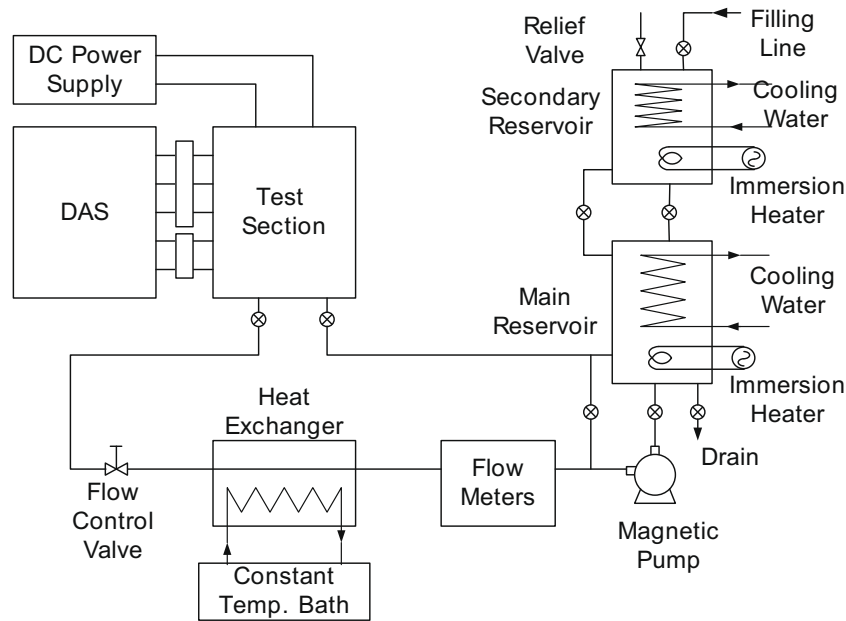 DC Power
Supply
DAS
Test
Section
Relief
Valve
Filling
Line
Secondary
Reservoir
Cooling
Water
Immersion
Heater
Main
Reservoir
Cooling
Water
Immersion
Heater
Drain
Magnetic
Pump
Flow
Meters
Heat
Exchanger
Flow
Control
Valve
Constant
Temp. Bath